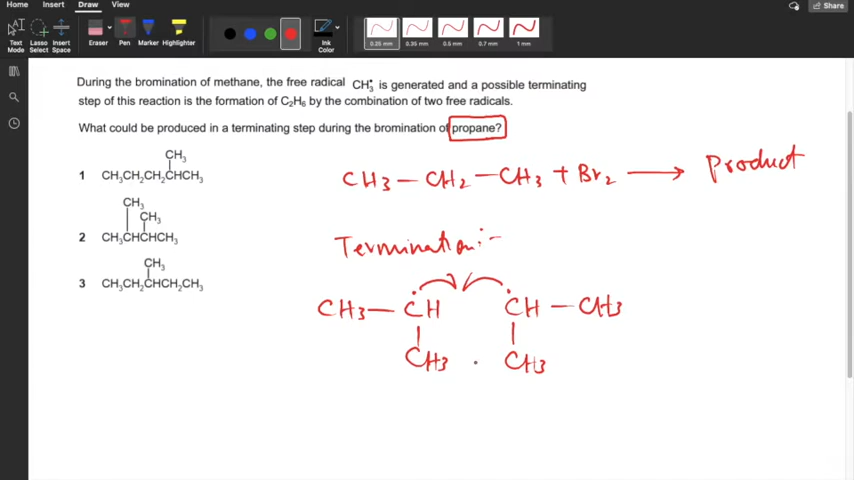 Home Insert Draw View
Share
Text Mode
Lasso Select
Insert Space
Eraser
Pen
Marker
Highlighter
Ink Color
0.25 mm
0.35 mm
0.5 mm
0.7 mm
1 mm
During the bromination of methane, the free radical CH₃• is generated and a possible terminating
step of this reaction is the formation of C₂H₆ by the combination of two free radicals.
What could be produced in a terminating step during the bromination of propane?
CH₃
1 CH₃CH₂CH₂CHCH₃
CH₃
CH₃
2 CH₃CHCHCH₃
CH₃
3 CH₃CH₂CHCH₂CH₃
CH₃ — CH₂ — CH₃ + Br₂ ⟶ Product
Termination:-
CH₃ — ĊH ĊH — CH₃
CH₃ CH₃